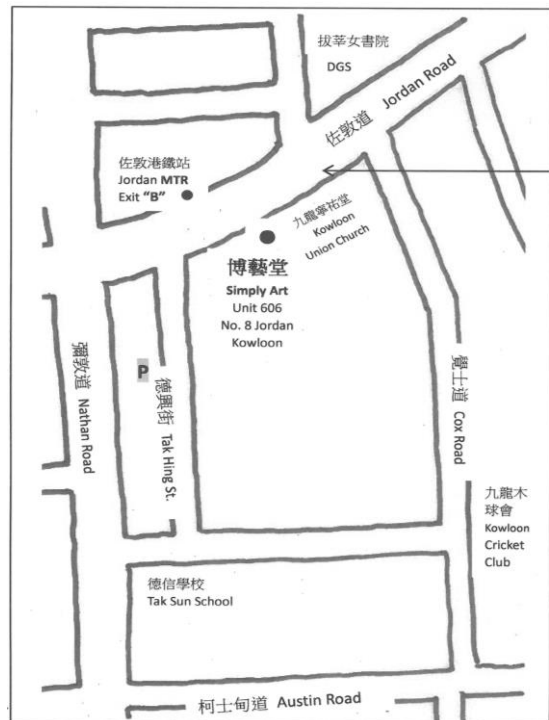 拔萃女書院
DGS
佐敦道 Jordan Road
佐敦港鐵站
Jordan MTR
Exit “B”
九龍寧祐堂
Kowloon
Union Church
博藝堂
Simply Art
Unit 606
No. 8 Jordan
Kowloon
彌敦道 Nathan Road
P
德興街 Tak Hing St.
覺士道 Cox Road
九龍木
球會
Kowloon
Cricket
Club
德信學校
Tak Sun School
柯士甸道 Austin Road